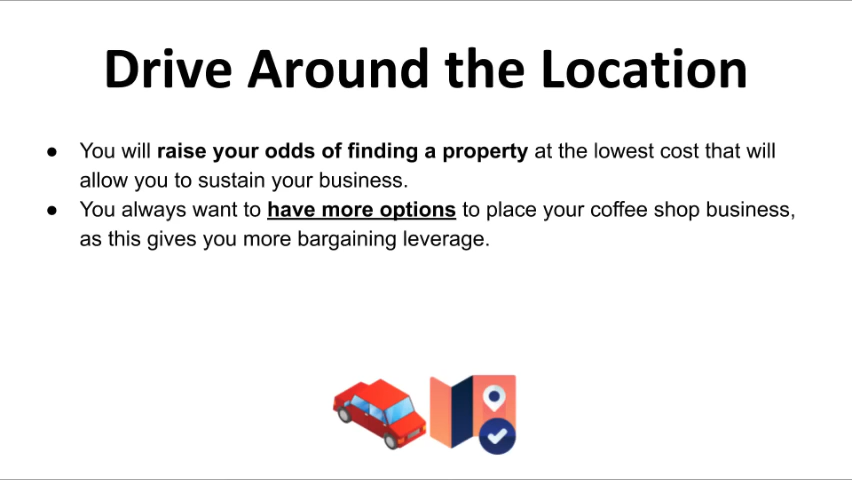 Drive Around the Location
● You will raise your odds of finding a property at the lowest cost that will
allow you to sustain your business.
● You always want to have more options to place your coffee shop business,
as this gives you more bargaining leverage.